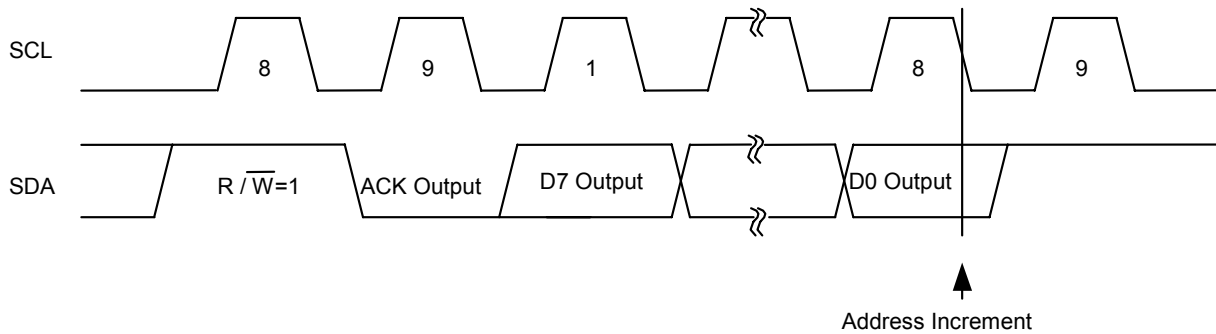 SCL
8
9
1
8
9
SDA
R / W̅=1
ACK Output
D7 Output
D0 Output
Address Increment